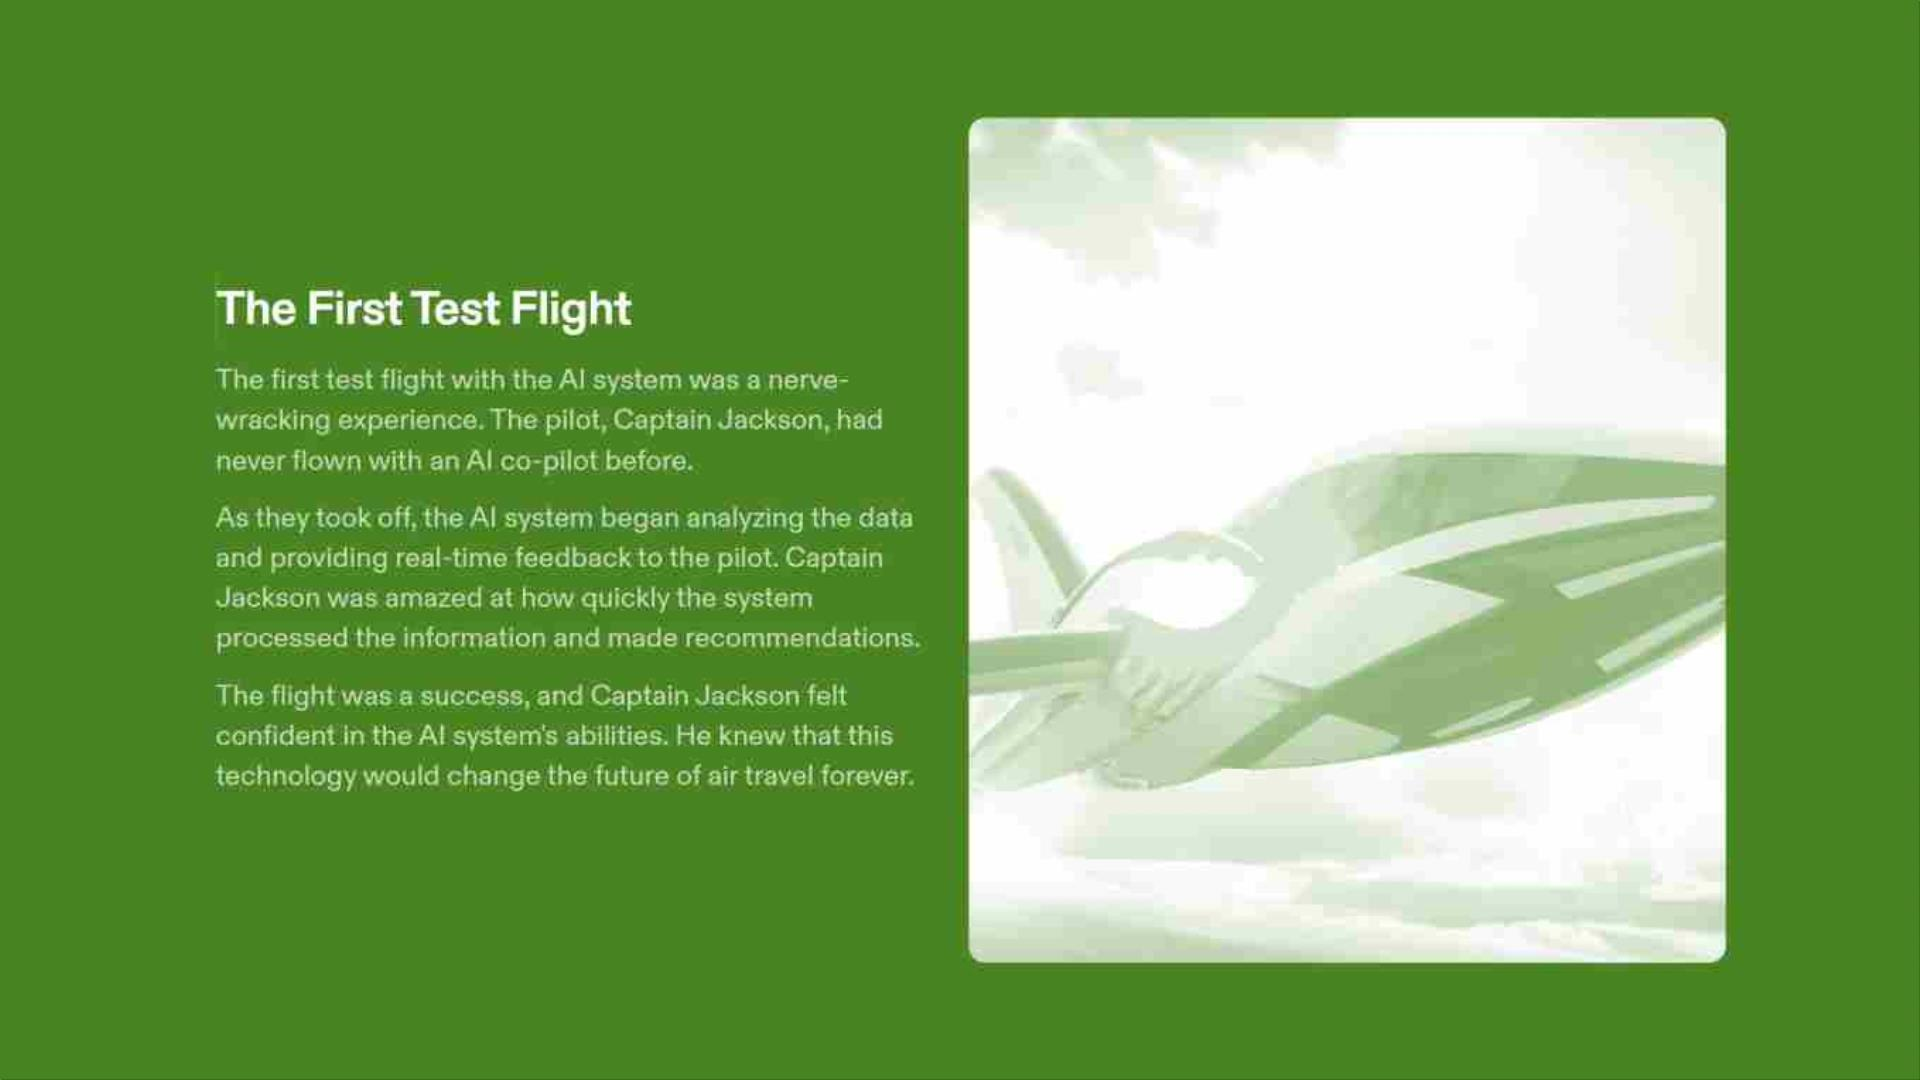 The First Test Flight
The first test flight with the AI system was a nerve-
wracking experience. The pilot, Captain Jackson, had
never flown with an AI co-pilot before.
As they took off, the AI system began analyzing the data
and providing real-time feedback to the pilot. Captain
Jackson was amazed at how quickly the system
processed the information and made recommendations.
The flight was a success, and Captain Jackson felt
confident in the AI system's abilities. He knew that this
technology would change the future of air travel forever.